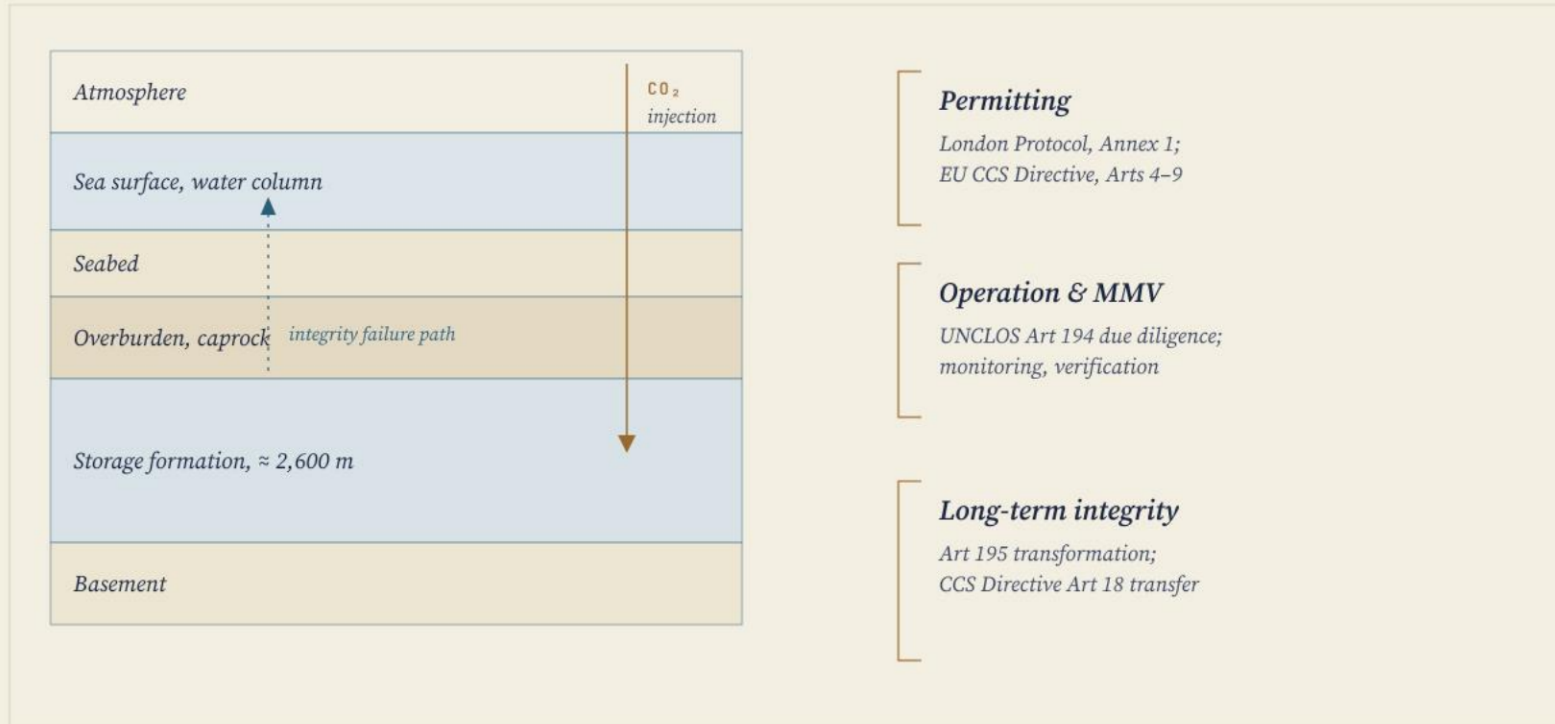 Atmosphere
CO₂
injection
Sea surface, water column
Seabed
Overburden, caprock
integrity failure path
Storage formation, ≈ 2,600 m
Basement
Permitting
London Protocol, Annex 1;
EU CCS Directive, Arts 4–9
Operation & MMV
UNCLOS Art 194 due diligence;
monitoring, verification
Long-term integrity
Art 195 transformation;
CCS Directive Art 18 transfer